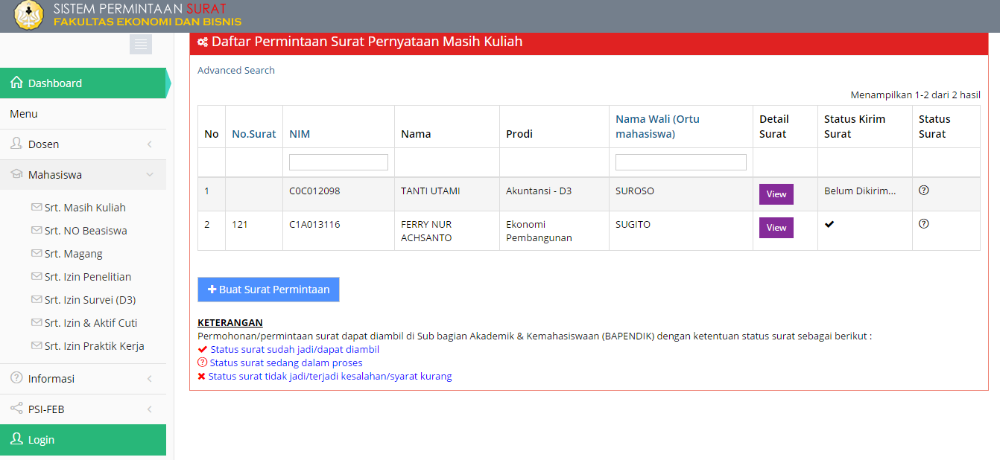 SISTEM PERMINTAAN SURAT
FAKULTAS EKONOMI DAN BISNIS
Dashboard
Menu
Dosen
Mahasiswa
Srt. Masih Kuliah
Srt. NO Beasiswa
Srt. Magang
Srt. Izin Penelitian
Srt. Izin Survei (D3)
Srt. Izin & Aktif Cuti
Srt. Izin Praktik Kerja
Informasi
PSI-FEB
Login
Daftar Permintaan Surat Pernyataan Masih Kuliah
Advanced Search
Menampilkan 1-2 dari 2 hasil
No No.Surat NIM Nama Prodi Nama Wali (Ortu mahasiswa) Detail Surat Status Kirim Surat Status Surat
1 C0C012098 TANTI UTAMI Akuntansi - D3 SUROSO View Belum Dikirim...
2 121 C1A013116 FERRY NUR ACHSANTO Ekonomi Pembangunan SUGITO View
Buat Surat Permintaan
KETERANGAN
Permohonan/permintaan surat dapat diambil di Sub bagian Akademik & Kemahasiswaan (BAPENDIK) dengan ketentuan status surat sebagai berikut :
Status surat sudah jadi/dapat diambil
Status surat sedang dalam proses
Status surat tidak jadi/terjadi kesalahan/syarat kurang